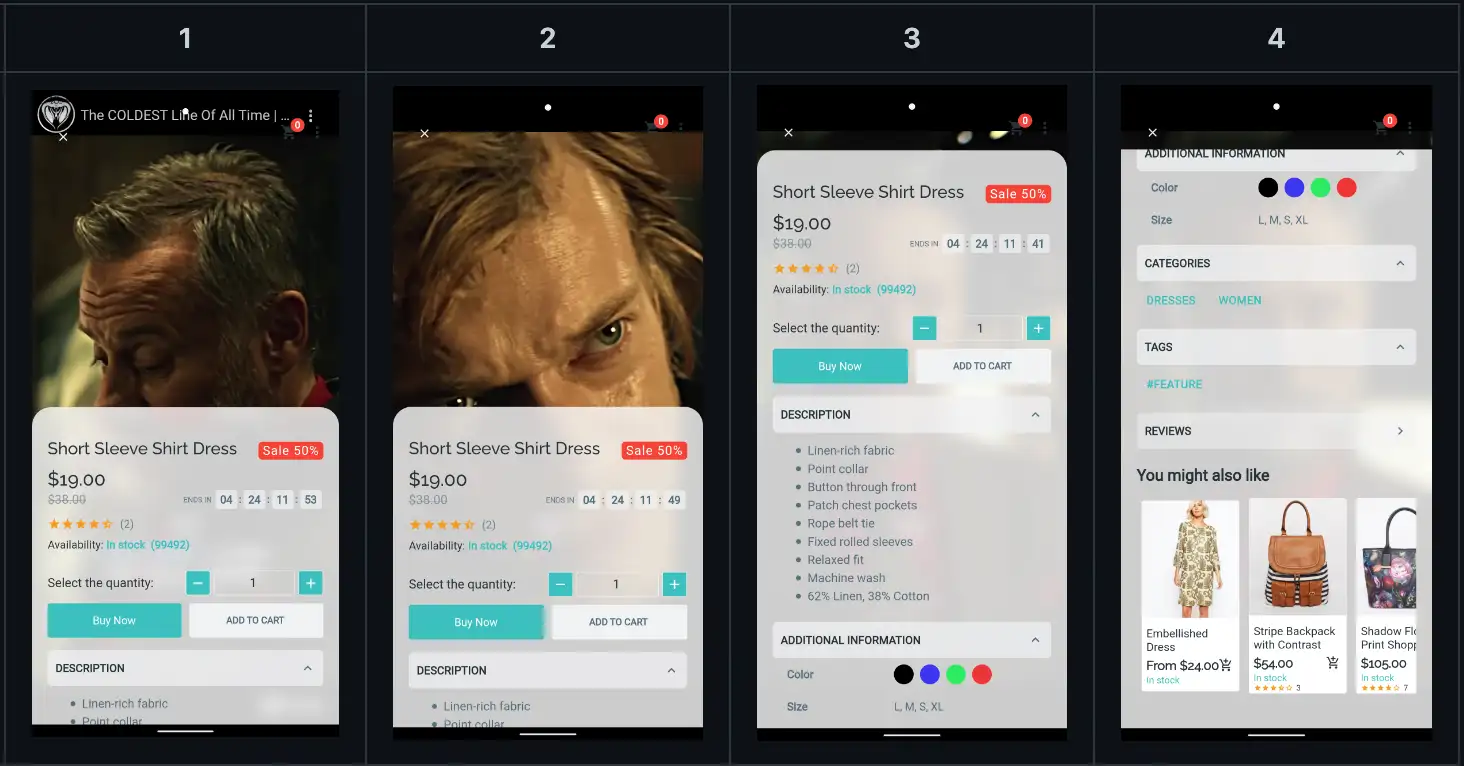 1
2
3
4
The COLDEST Line Of All Time | ...
0
Short Sleeve Shirt Dress
Sale 50%
$19.00
$38.00
ENDS IN 04 : 24 : 11 : 53
(2)
Availability: In stock (99492)
Select the quantity:
1
Buy Now
ADD TO CART
DESCRIPTION
Linen-rich fabric
Point collar
0
Short Sleeve Shirt Dress
Sale 50%
$19.00
$38.00
ENDS IN 04 : 24 : 11 : 49
(2)
Availability: In stock (99492)
Select the quantity:
1
Buy Now
ADD TO CART
DESCRIPTION
Linen-rich fabric
Point collar
0
Short Sleeve Shirt Dress
Sale 50%
$19.00
$38.00
ENDS IN 04 : 24 : 11 : 41
(2)
Availability: In stock (99492)
Select the quantity:
1
Buy Now
ADD TO CART
DESCRIPTION
Linen-rich fabric
Point collar
Button through front
Patch chest pockets
Rope belt tie
Fixed rolled sleeves
Relaxed fit
Machine wash
62% Linen, 38% Cotton
ADDITIONAL INFORMATION
Color
Size L, M, S, XL
0
ADDITIONAL INFORMATION
Color
Size L, M, S, XL
CATEGORIES
DRESSES WOMEN
TAGS
#FEATURE
REVIEWS
You might also like
Embellished
Dress
From $24.00
In stock
Stripe Backpack
with Contrast
$54.00
In stock
3
Shadow Flo
Print Shopp
$105.00
In stock
7